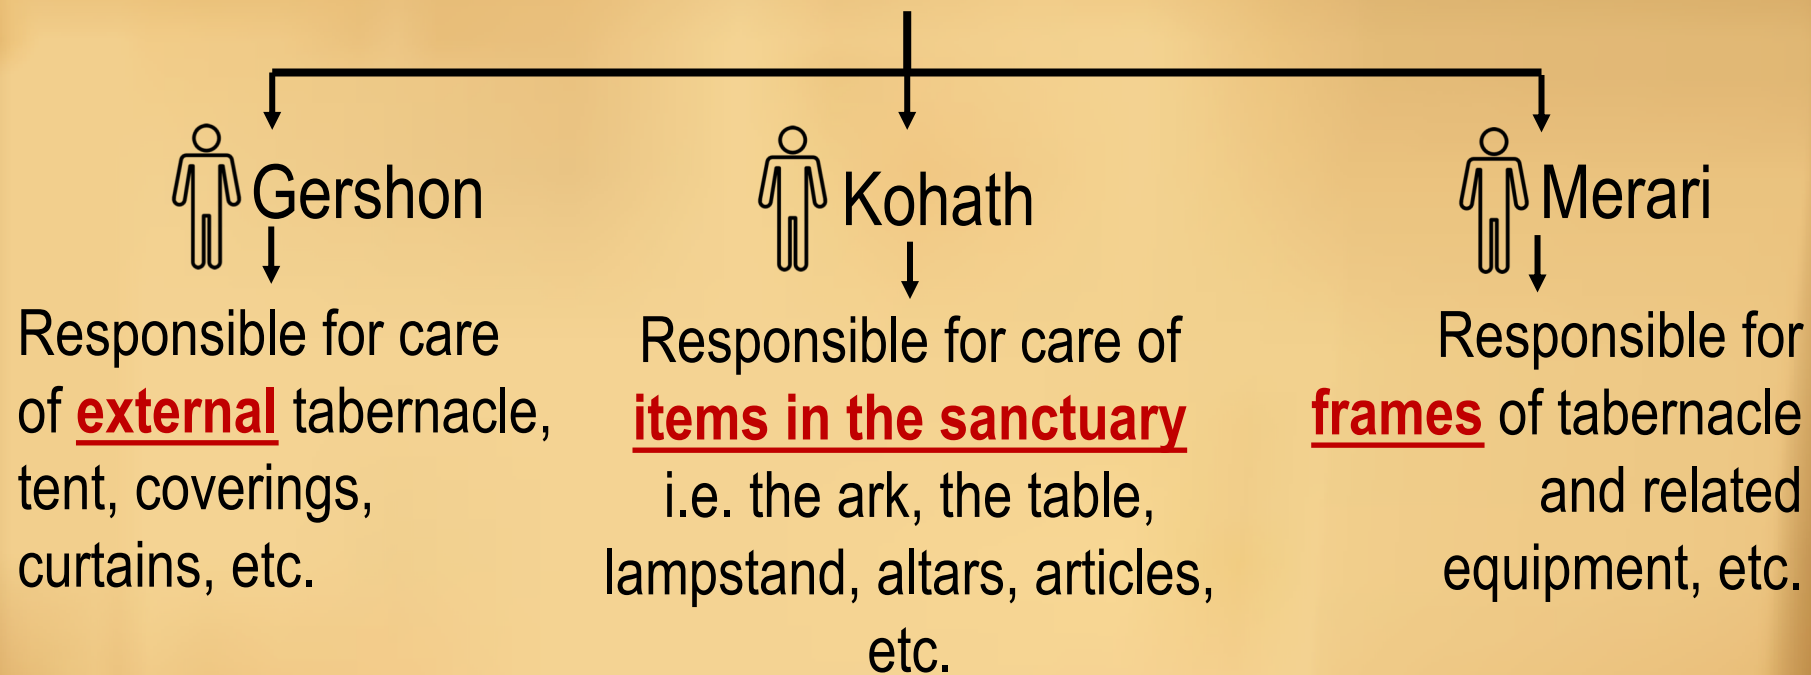 Gershon
Responsible for care
of external tabernacle,
tent, coverings,
curtains, etc.
Kohath
Responsible for care of
items in the sanctuary
i.e. the ark, the table,
lampstand, altars, articles,
etc.
Merari
Responsible for
frames of tabernacle
and related
equipment, etc.